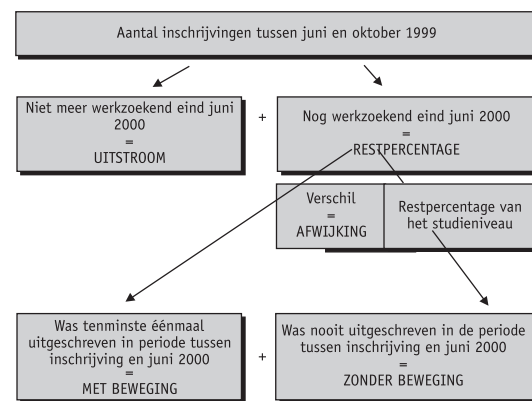 Aantal inschrijvingen tussen juni en oktober 1999
Niet meer werkzoekend eind juni
2000
=
UITSTROOM
+
Nog werkzoekend eind juni 2000
=
RESTPERCENTAGE
Verschil
=
AFWIJKING
Restpercentage van
het studieniveau
Was tenminste éénmaal
uitgeschreven in periode tussen
inschrijving en juni 2000
=
MET BEWEGING
+
Was nooit uitgeschreven in de periode
tussen inschrijving en juni 2000
=
ZONDER BEWEGING